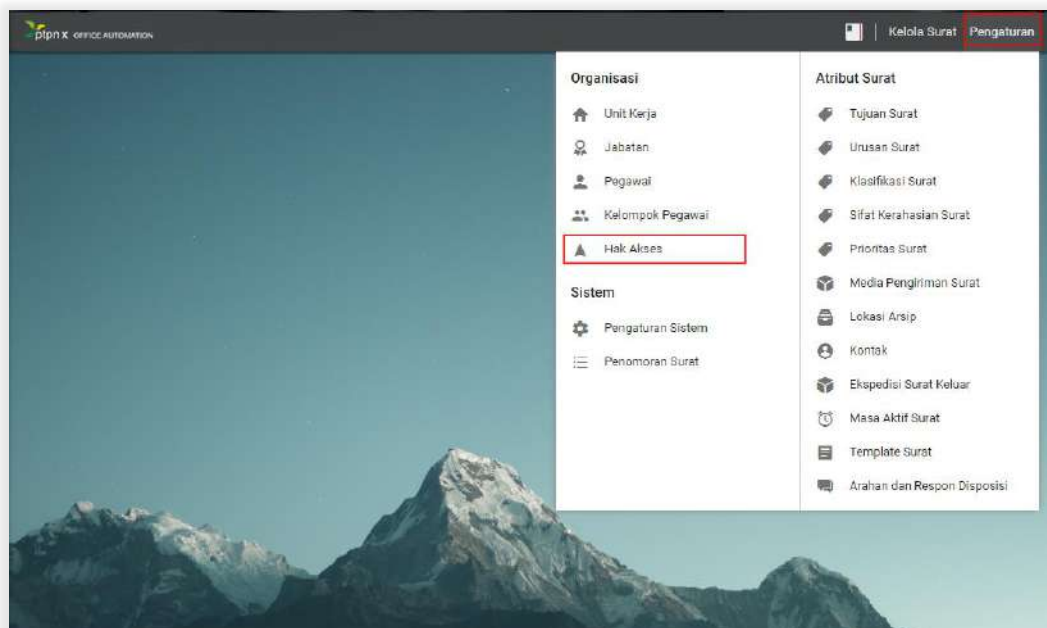 ptpn x OFFICE AUTOMATION
Kelola Surat
Pengaturan
Organisasi
Unit Kerja
Jabatan
Pegawai
Kelompok Pegawai
Hak Akses
Sistem
Pengaturan Sistem
Penomoran Surat
Atribut Surat
Tujuan Surat
Urusan Surat
Klasifikasi Surat
Sifat Kerahasian Surat
Prioritas Surat
Media Pengiriman Surat
Lokasi Arsip
Kontak
Ekspedisi Surat Keluar
Masa Aktif Surat
Template Surat
Arahan dan Respon Disposisi